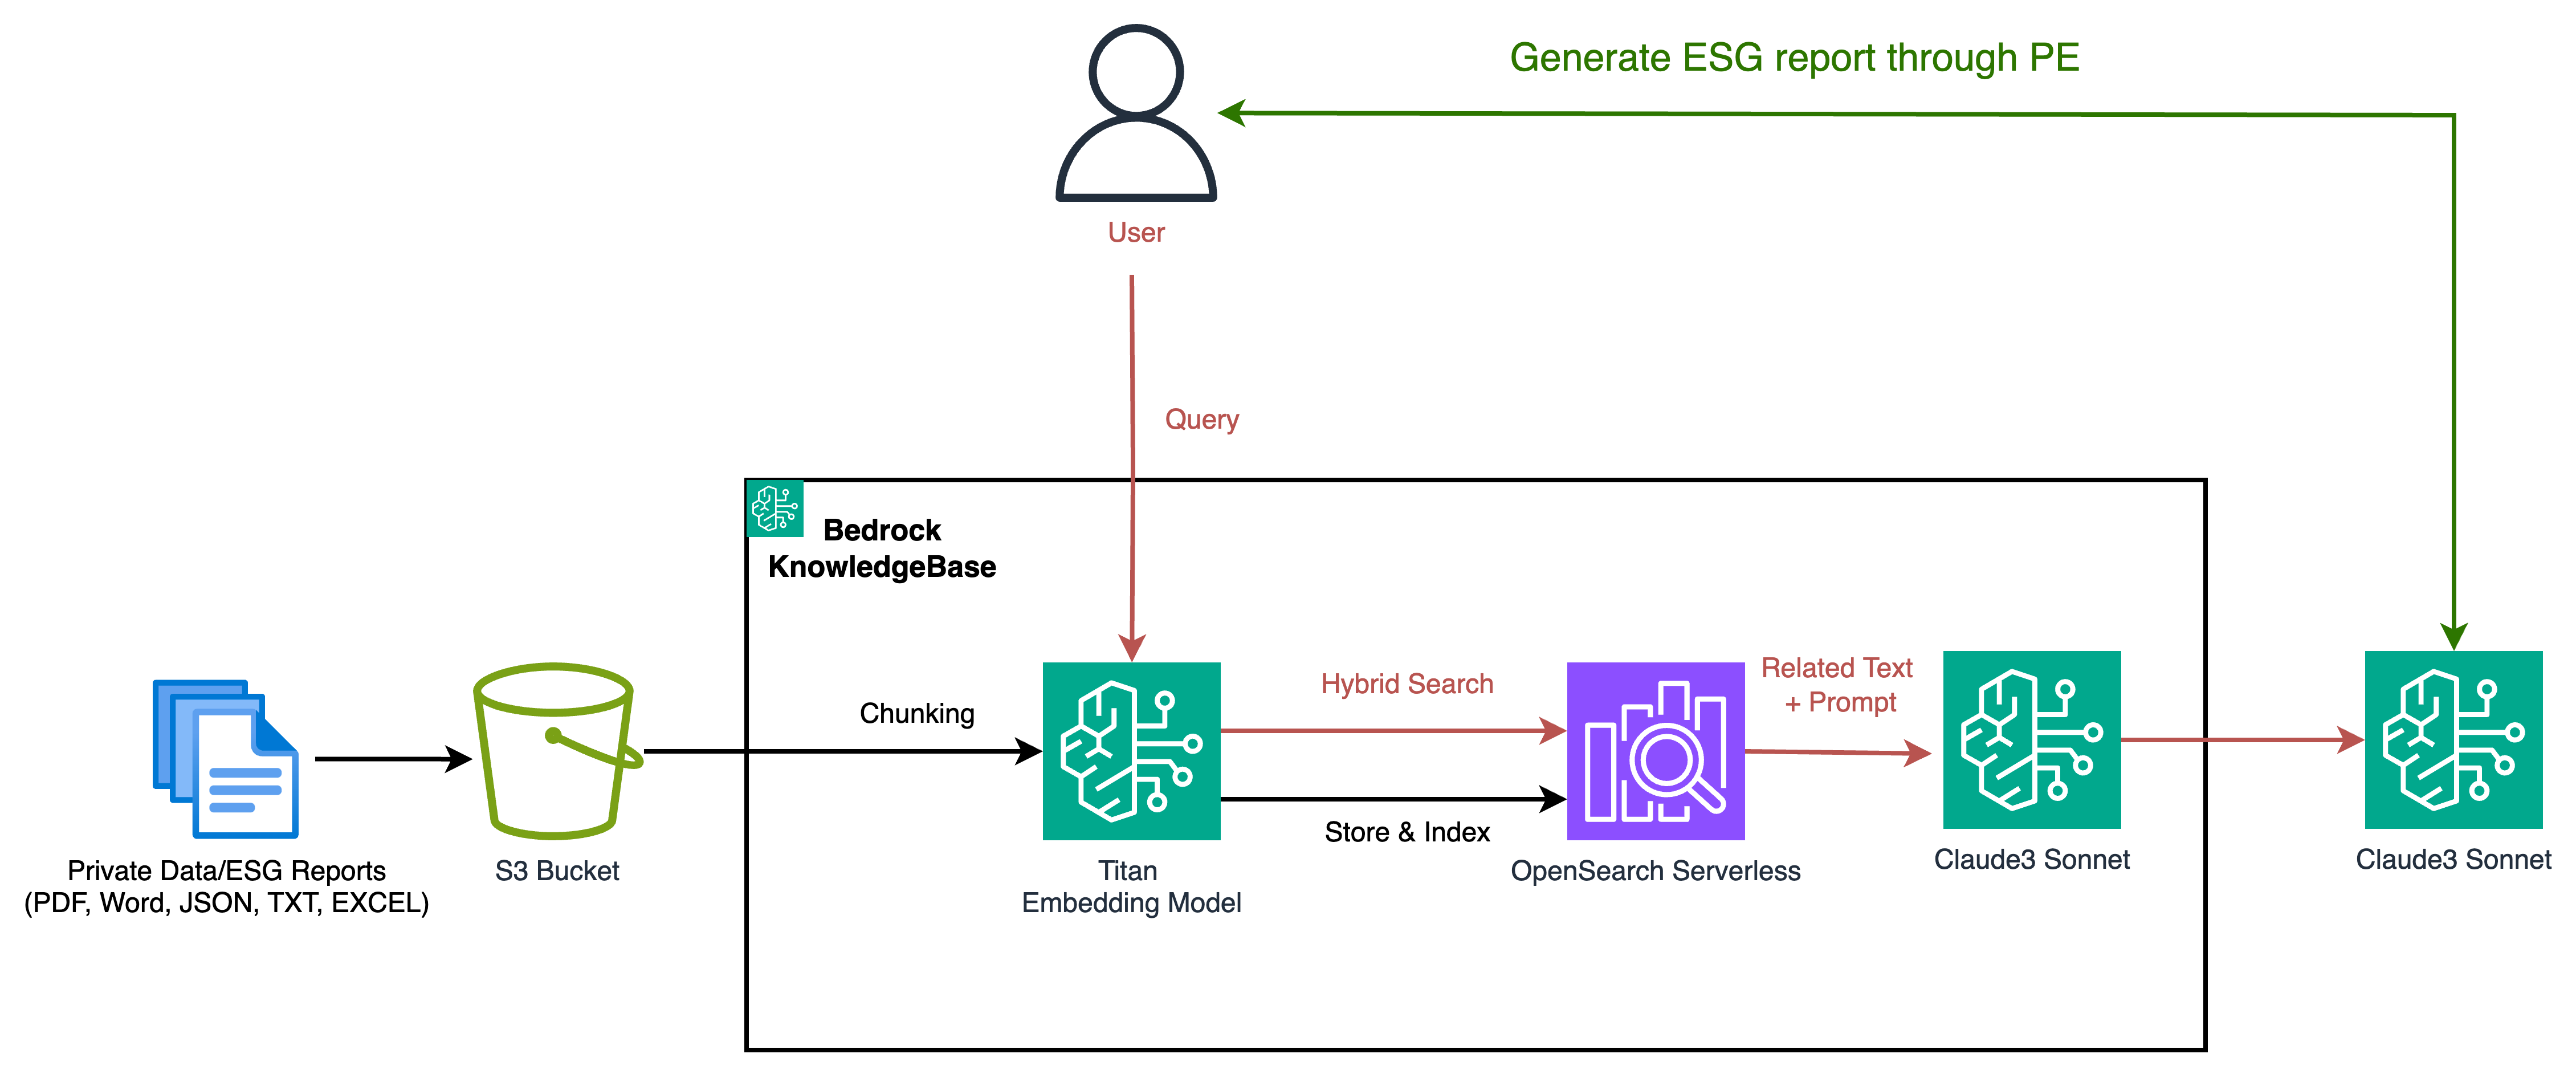 Generate ESG report through PE
User
Query
Bedrock
KnowledgeBase
Chunking
Hybrid Search
Store & Index
Related Text
+ Prompt
Private Data/ESG Reports
(PDF, Word, JSON, TXT, EXCEL)
S3 Bucket
Titan
Embedding Model
OpenSearch Serverless
Claude3 Sonnet
Claude3 Sonnet